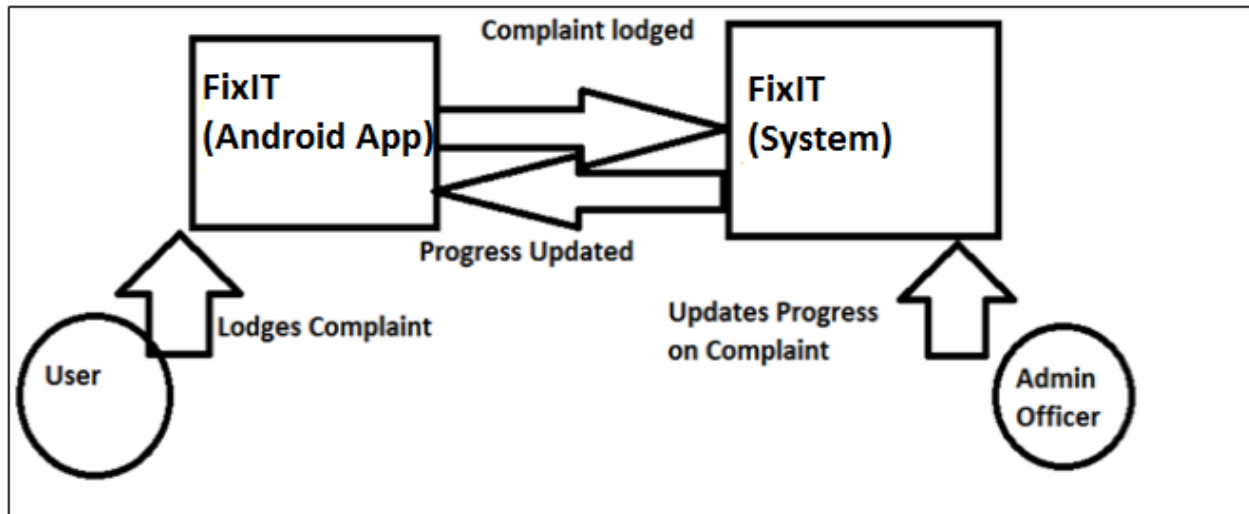 Complaint lodged
FixIT
(Android App)
FixIT
(System)
Progress Updated
Lodges Complaint
Updates Progress
on Complaint
User
Admin
Officer